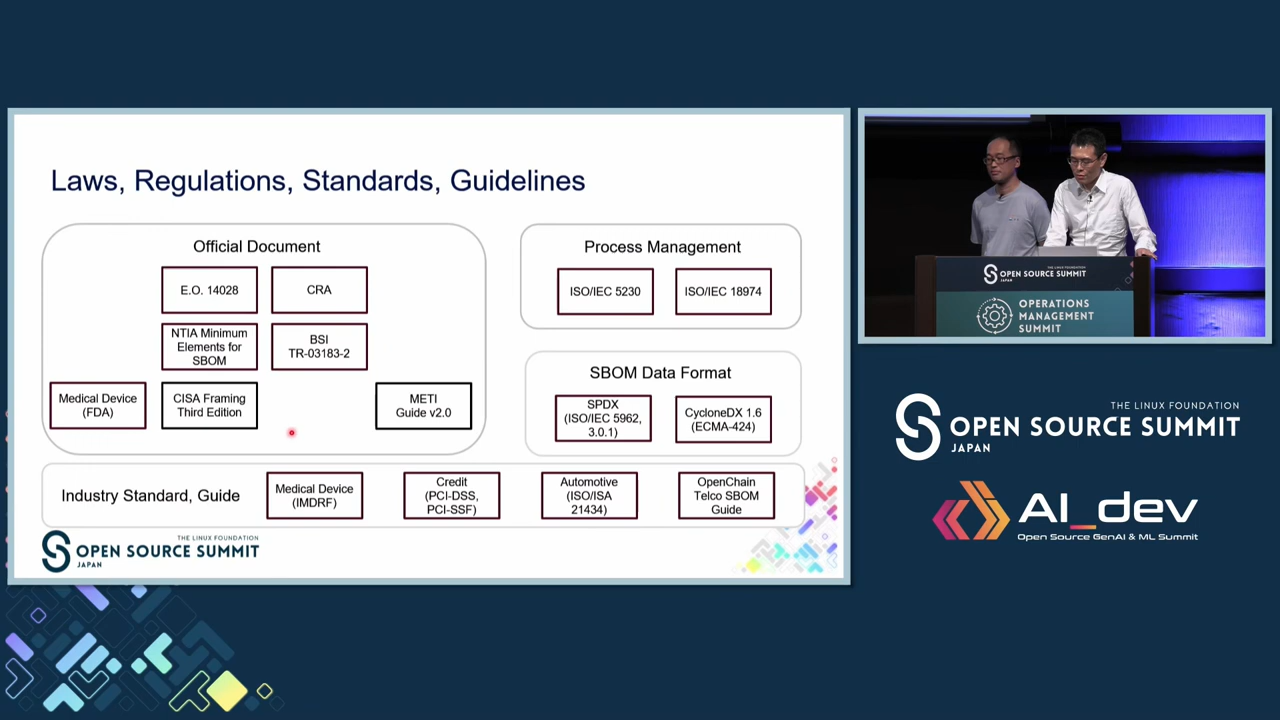 Laws, Regulations, Standards, Guidelines
Official Document
E.O. 14028
CRA
NTIA Minimum
Elements for
SBOM
BSI
TR-03183-2
Medical Device
(FDA)
CISA Framing
Third Edition
METI
Guide v2.0
Process Management
ISO/IEC 5230
ISO/IEC 18974
SBOM Data Format
SPDX
(ISO/IEC 5962,
3.0.1)
CycloneDX 1.6
(ECMA-424)
Industry Standard, Guide
Medical Device
(IMDRF)
Credit
(PCI-DSS,
PCI-SSF)
Automotive
(ISO/ISA
21434)
OpenChain
Telco SBOM
Guide
THE LINUX FOUNDATION
OPEN SOURCE SUMMIT
JAPAN
THE LINUX FOUNDATION
OPEN SOURCE SUMMIT
JAPAN
OPERATIONS
MANAGEMENT
SUMMIT
THE LINUX FOUNDATION
OPEN SOURCE SUMMIT
JAPAN
AI_dev
Open Source GenAI & ML Summit